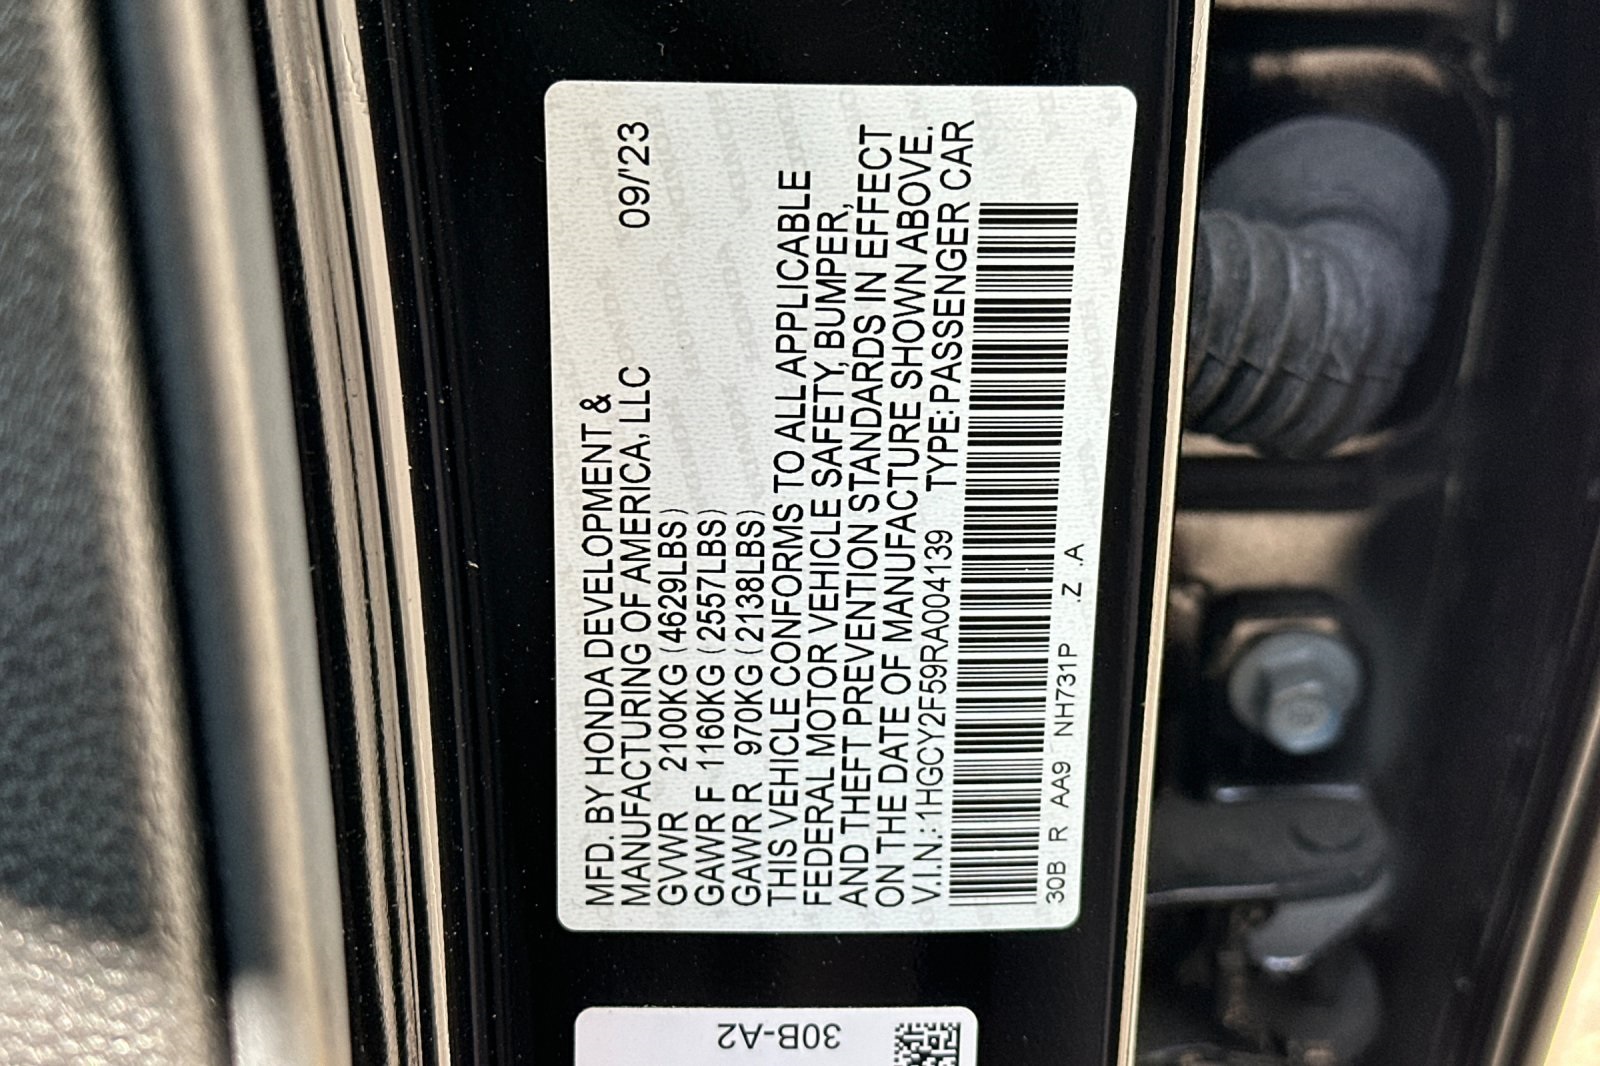 MFD. BY HONDA DEVELOPMENT &
MANUFACTURING OF AMERICA, LLC 09/'23
GVWR 2100KG (4629LBS)
GAWR F 1160KG (2557LBS)
GAWR R 970KG (2138LBS)
THIS VEHICLE CONFORMS TO ALL APPLICABLE
FEDERAL MOTOR VEHICLE SAFETY, BUMPER,
AND THEFT PREVENTION STANDARDS IN EFFECT
ON THE DATE OF MANUFACTURE SHOWN ABOVE.
V.I.N.: 1HGCY2F59RA004139 TYPE: PASSENGER CAR
30B R AA9 NH731P .Z .A
30B-A2